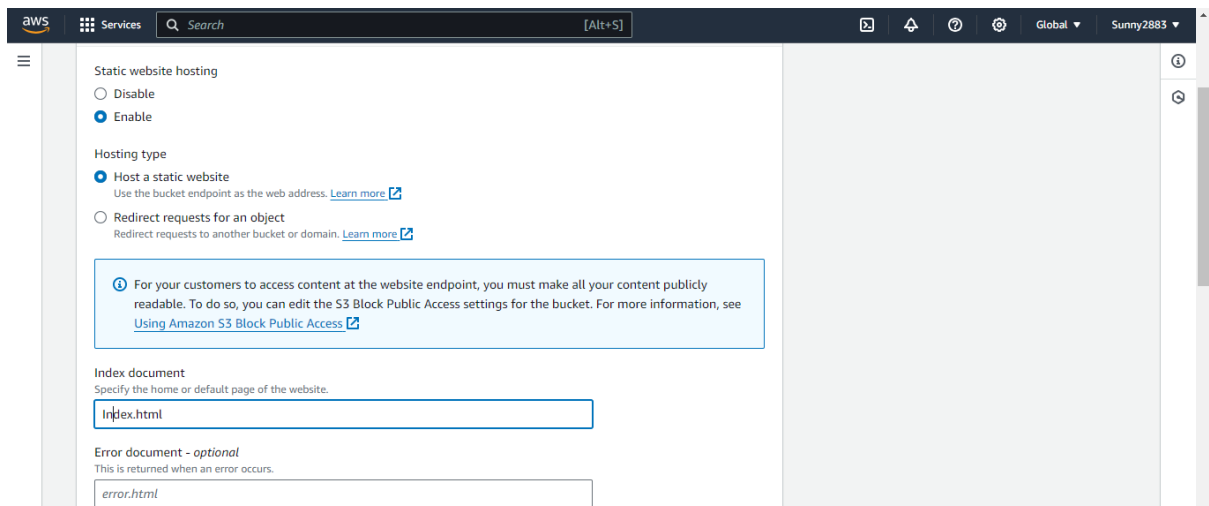 aws Services Search [Alt+S] Global Sunny2883
Static website hosting
Disable
Enable
Hosting type
Host a static website
Use the bucket endpoint as the web address. Learn more
Redirect requests for an object
Redirect requests to another bucket or domain. Learn more
For your customers to access content at the website endpoint, you must make all your content publicly
readable. To do so, you can edit the S3 Block Public Access settings for the bucket. For more information, see
Using Amazon S3 Block Public Access
Index document
Specify the home or default page of the website.
Index.html
Error document - optional
This is returned when an error occurs.
error.html